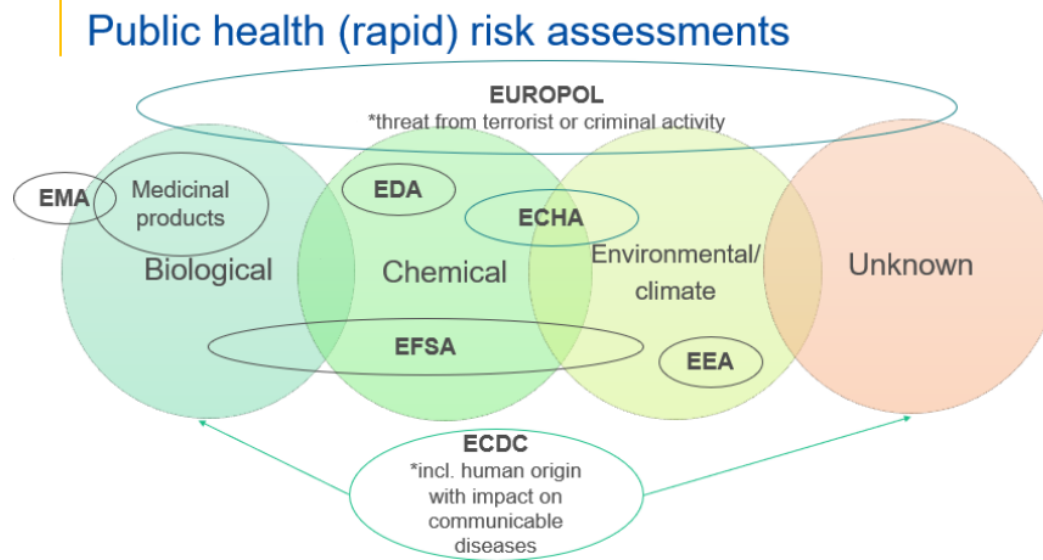 Public health (rapid) risk assessments
EUROPOL
*threat from terrorist or criminal activity
EMA
Medicinal
products
EDA
ECHA
Biological
Chemical
Environmental/
climate
Unknown
EFSA
EEA
ECDC
*incl. human origin
with impact on
communicable
diseases